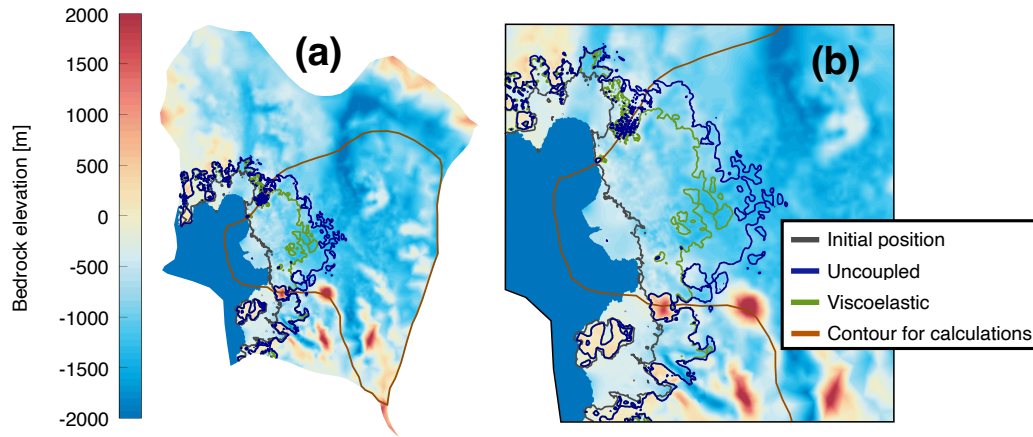 2000
1500
1000
500
0
-500
-1000
-1500
-2000
Bedrock elevation [m]
(a)
(b)
Initial position
Uncoupled
Viscoelastic
Contour for calculations